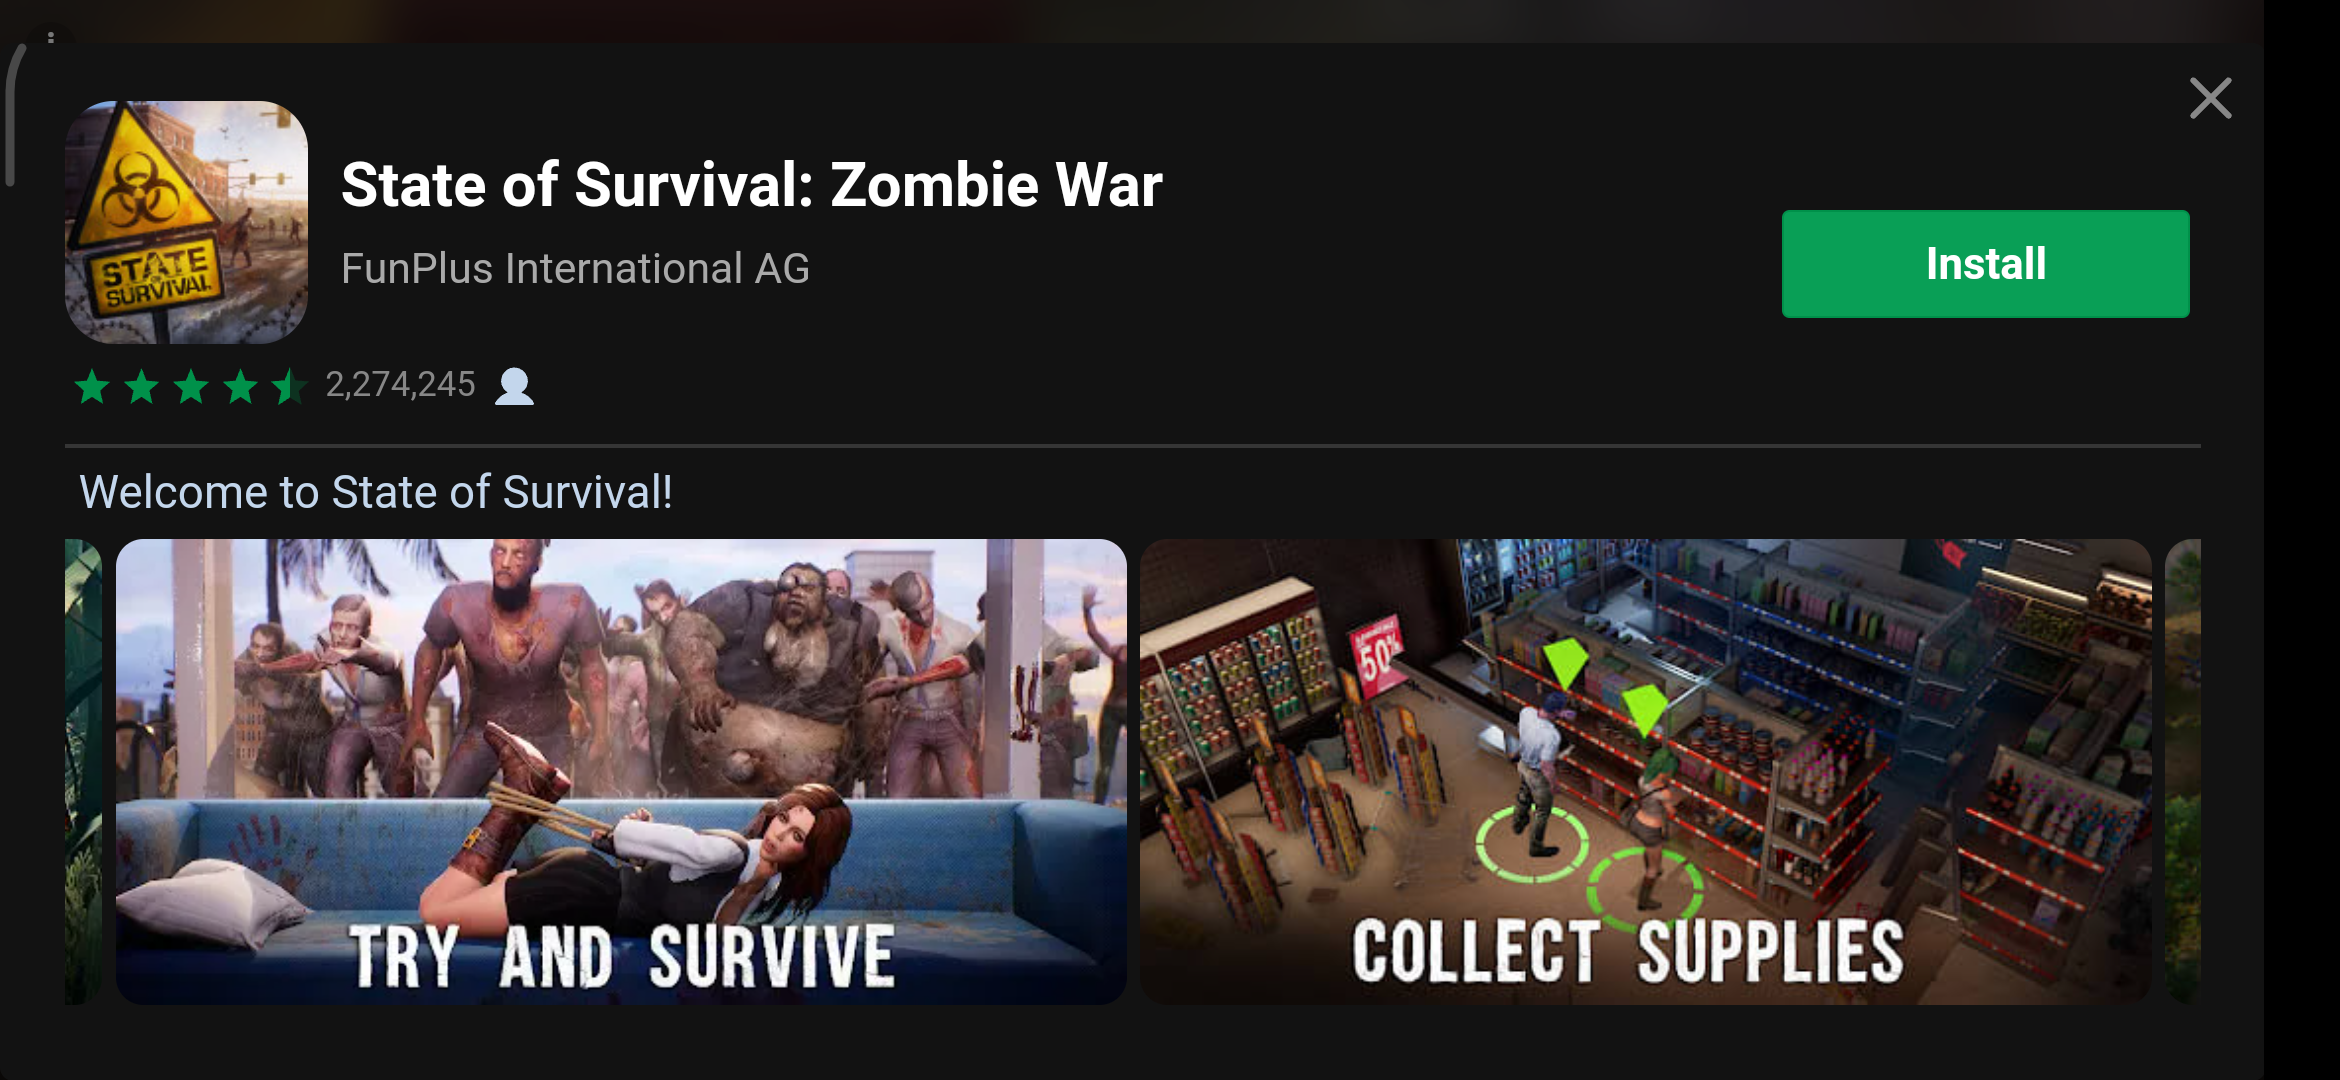 State of Survival: Zombie War
FunPlus International AG
Install
STATE
SURVIVAL
2,274,245
Welcome to State of Survival!
50%
TRY AND SURVIVE
COLLECT SUPPLIES